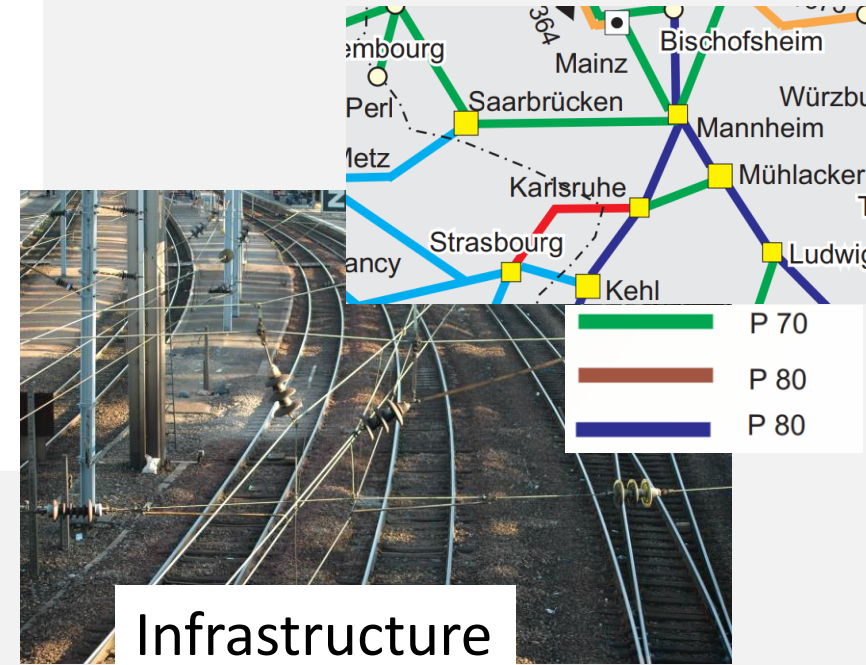 364
Bischofsheim
embourg
Mainz
Perl
Saarbrücken
Würzbu
Mannheim
Metz
Karlsruhe
Mühlacker
Strasbourg
ancy
Ludwig
Kehl
P 70
P 80
P 80
Infrastructure